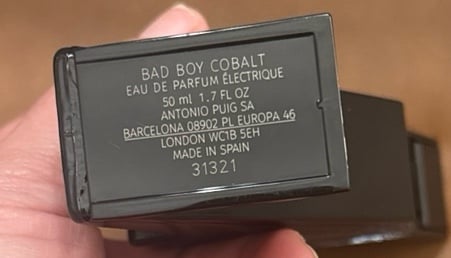 BAD BOY COBALT
EAU DE PARFUM ÉLECTRIQUE
50 ml 1.7 FL OZ
ANTONIO PUIG SA
BARCELONA 08902 PL EUROPA 46
LONDON WC1B 5EH
MADE IN SPAIN
31321